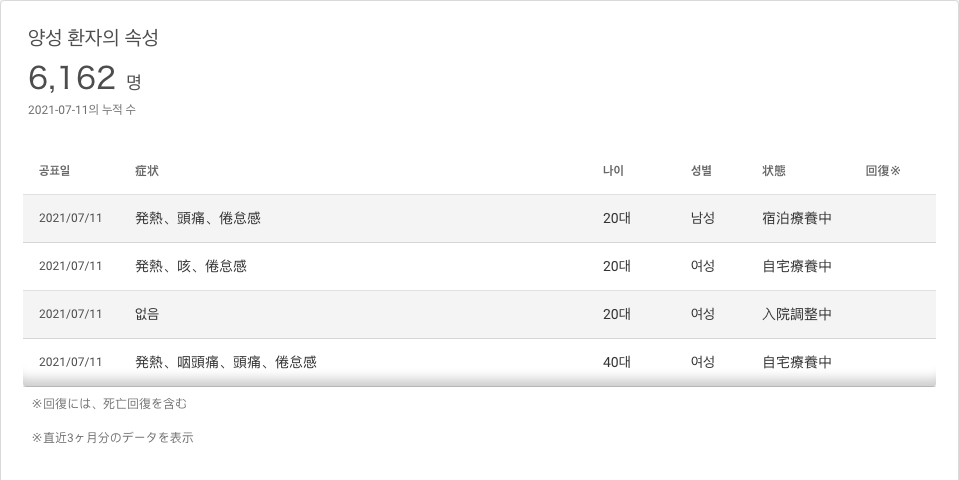 양성 환자의 속성
6,162 명
2021-07-11의 누적 수
공표일 症状 나이 성별 状態 回復※
2021/07/11 発熱、頭痛、倦怠感 20대 남성 宿泊療養中
2021/07/11 発熱、咳、倦怠感 20대 여성 自宅療養中
2021/07/11 없음 20대 여성 入院調整中
2021/07/11 発熱、咽頭痛、頭痛、倦怠感 40대 여성 自宅療養中
※回復には、死亡回復を含む
※直近3ヶ月分のデータを表示